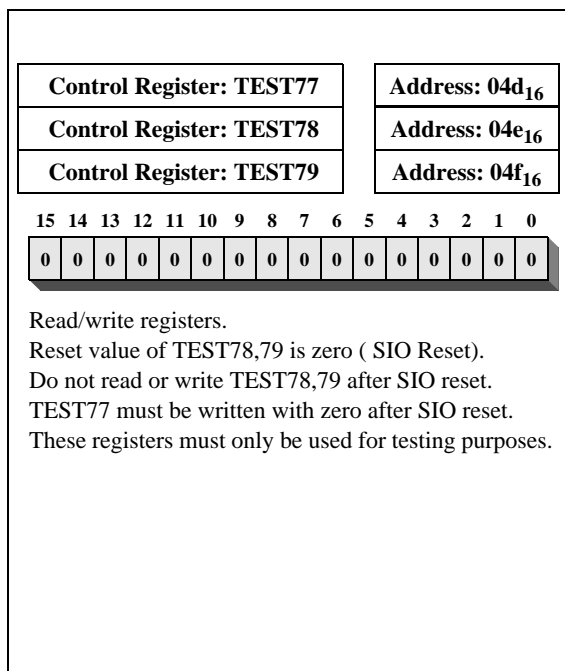 Control Register: TEST77 Address: 04d16
Control Register: TEST78 Address: 04e16
Control Register: TEST79 Address: 04f16
15 14 13 12 11 10 9 8 7 6 5 4 3 2 1 0
0 0 0 0 0 0 0 0 0 0 0 0 0 0 0 0
Read/write registers.
Reset value of TEST78,79 is zero ( SIO Reset).
Do not read or write TEST78,79 after SIO reset.
TEST77 must be written with zero after SIO reset.
These registers must only be used for testing purposes.